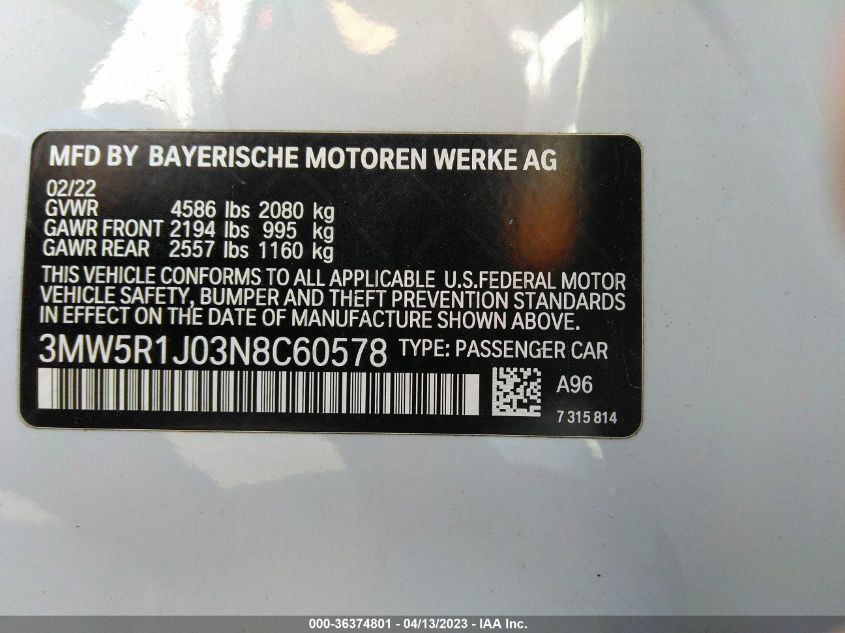 MFD BY BAYERISCHE MOTOREN WERKE AG
02/22
GVWR 4586 lbs 2080 kg
GAWR FRONT 2194 lbs 995 kg
GAWR REAR 2557 lbs 1160 kg
THIS VEHICLE CONFORMS TO ALL APPLICABLE U.S.FEDERAL MOTOR
VEHICLE SAFETY, BUMPER AND THEFT PREVENTION STANDARDS
IN EFFECT ON THE DATE OF MANUFACTURE SHOWN ABOVE.
3MW5R1J03N8C60578 TYPE: PASSENGER CAR
A96
7 315 814
000-36374801 - 04/13/2023 - IAA Inc.